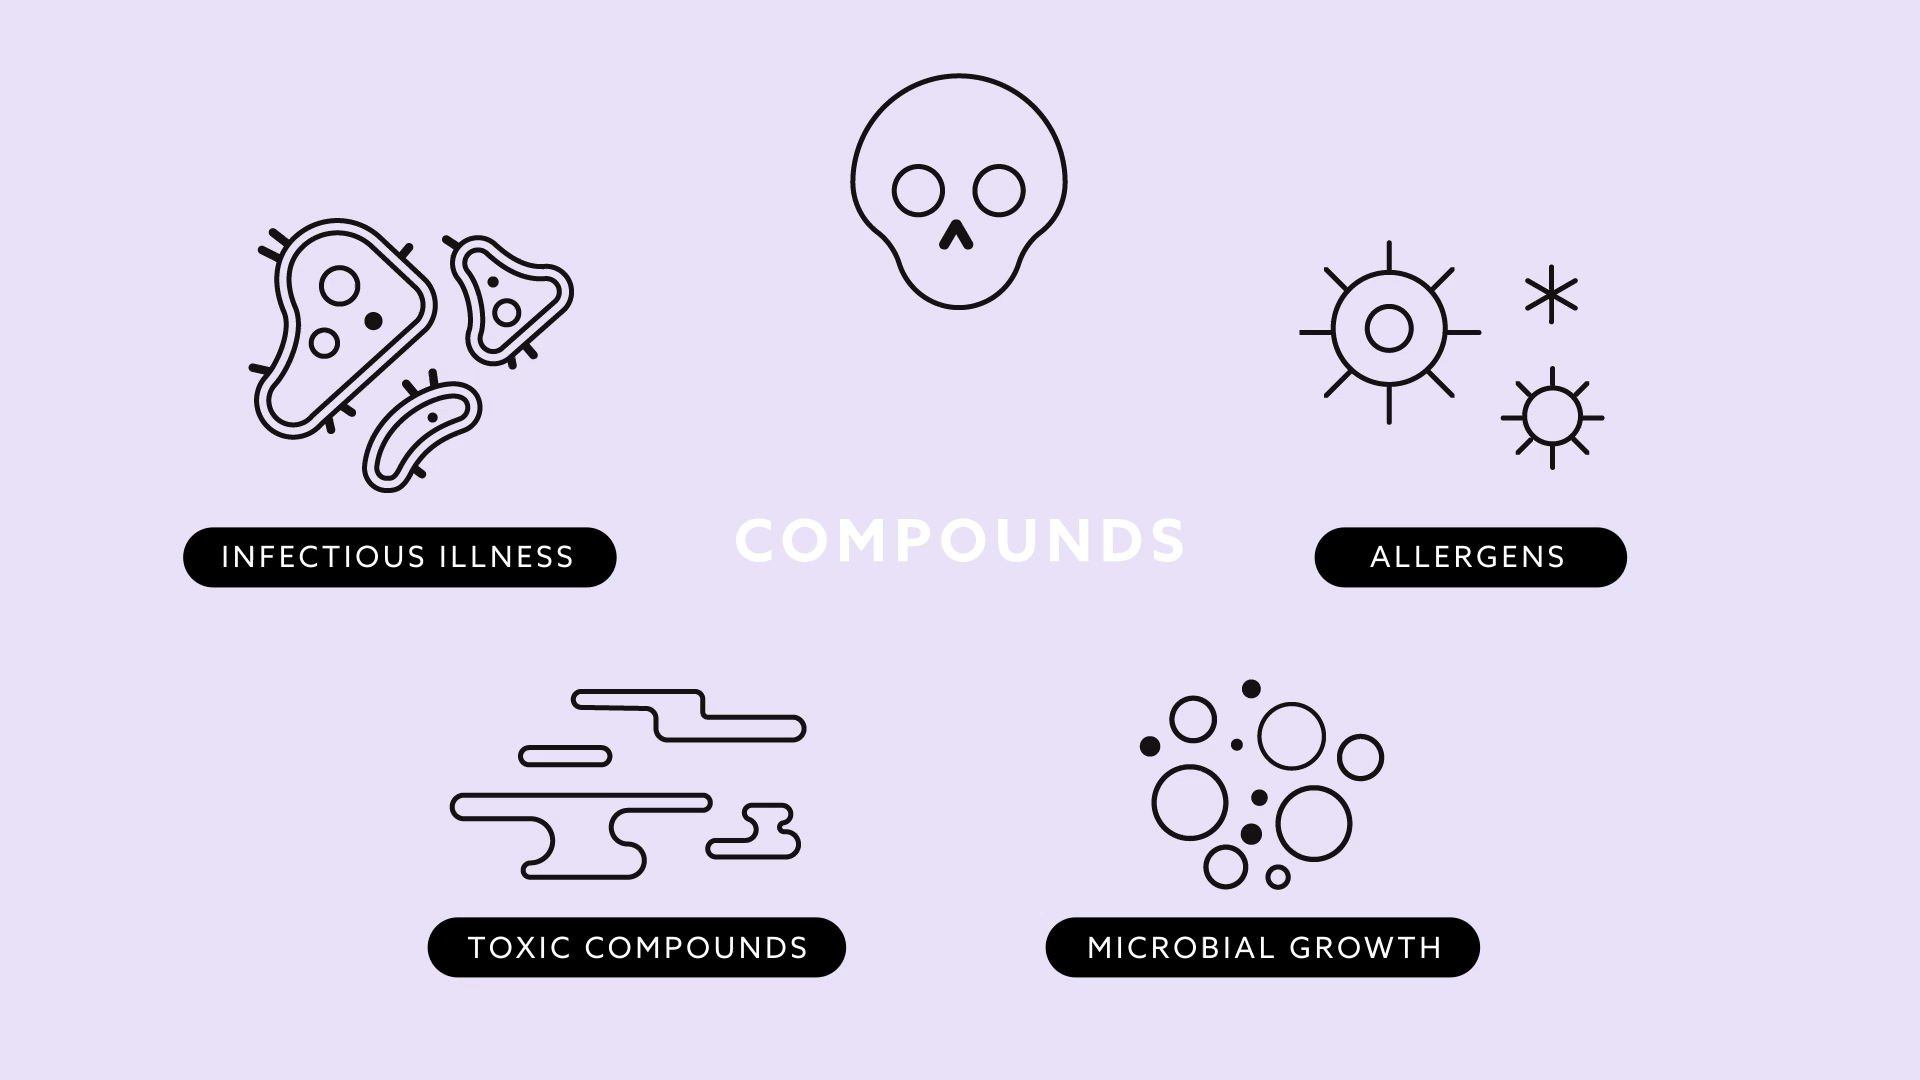 COMPOUNDS
INFECTIOUS ILLNESS
ALLERGENS
TOXIC COMPOUNDS
MICROBIAL GROWTH